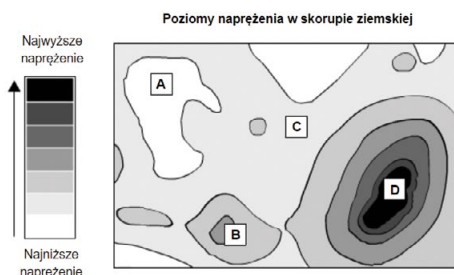 Poziomy naprężenia w skorupie ziemskiej
Najwyższe
naprężenie
A
C
D
B
Najniższe
naprężenie